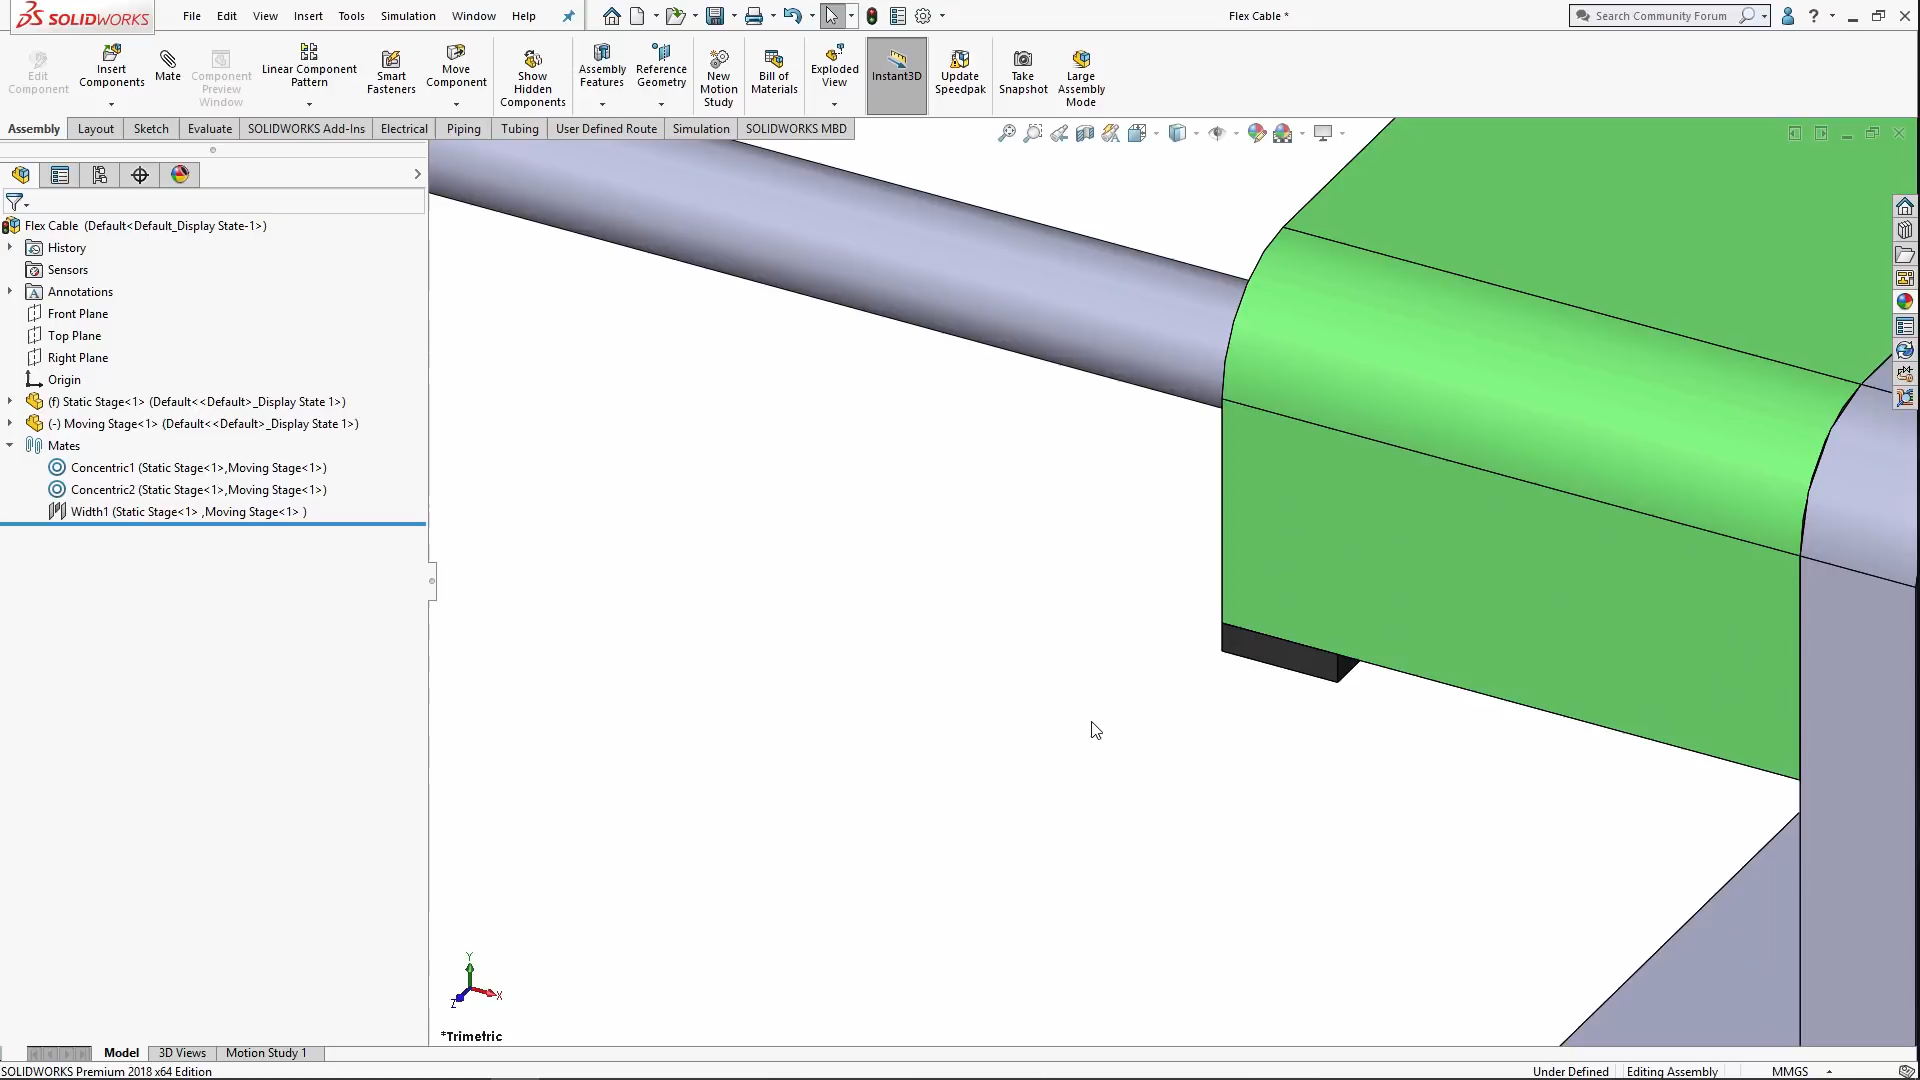 SOLIDWORKS File Edit View Insert Tools Simulation Window Help Flex Cable * Search Community Forum ?
Edit Component
Insert Components
Mate
Component Preview Window
Linear Component Pattern
Smart Fasteners
Move Component
Show Hidden Components
Assembly Features
Reference Geometry
New Motion Study
Bill of Materials
Exploded View
Instant3D
Update Speedpak
Take Snapshot
Large Assembly Mode
Assembly Layout Sketch Evaluate SOLIDWORKS Add-Ins Electrical Piping Tubing User Defined Route Simulation SOLIDWORKS MBD
Flex Cable (Default<Default_Display State-1>)
History
Sensors
Annotations
Front Plane
Top Plane
Right Plane
Origin
(f) Static Stage<1> (Default<<Default>_Display State 1>)
(-) Moving Stage<1> (Default<<Default>_Display State 1>)
Mates
Concentric1 (Static Stage<1>,Moving Stage<1>)
Concentric2 (Static Stage<1>,Moving Stage<1>)
Width1 (Static Stage<1> ,Moving Stage<1> )
Y
X
Z
*Trimetric
Model 3D Views Motion Study 1
SOLIDWORKS Premium 2018 x64 Edition Under Defined Editing Assembly MMGS